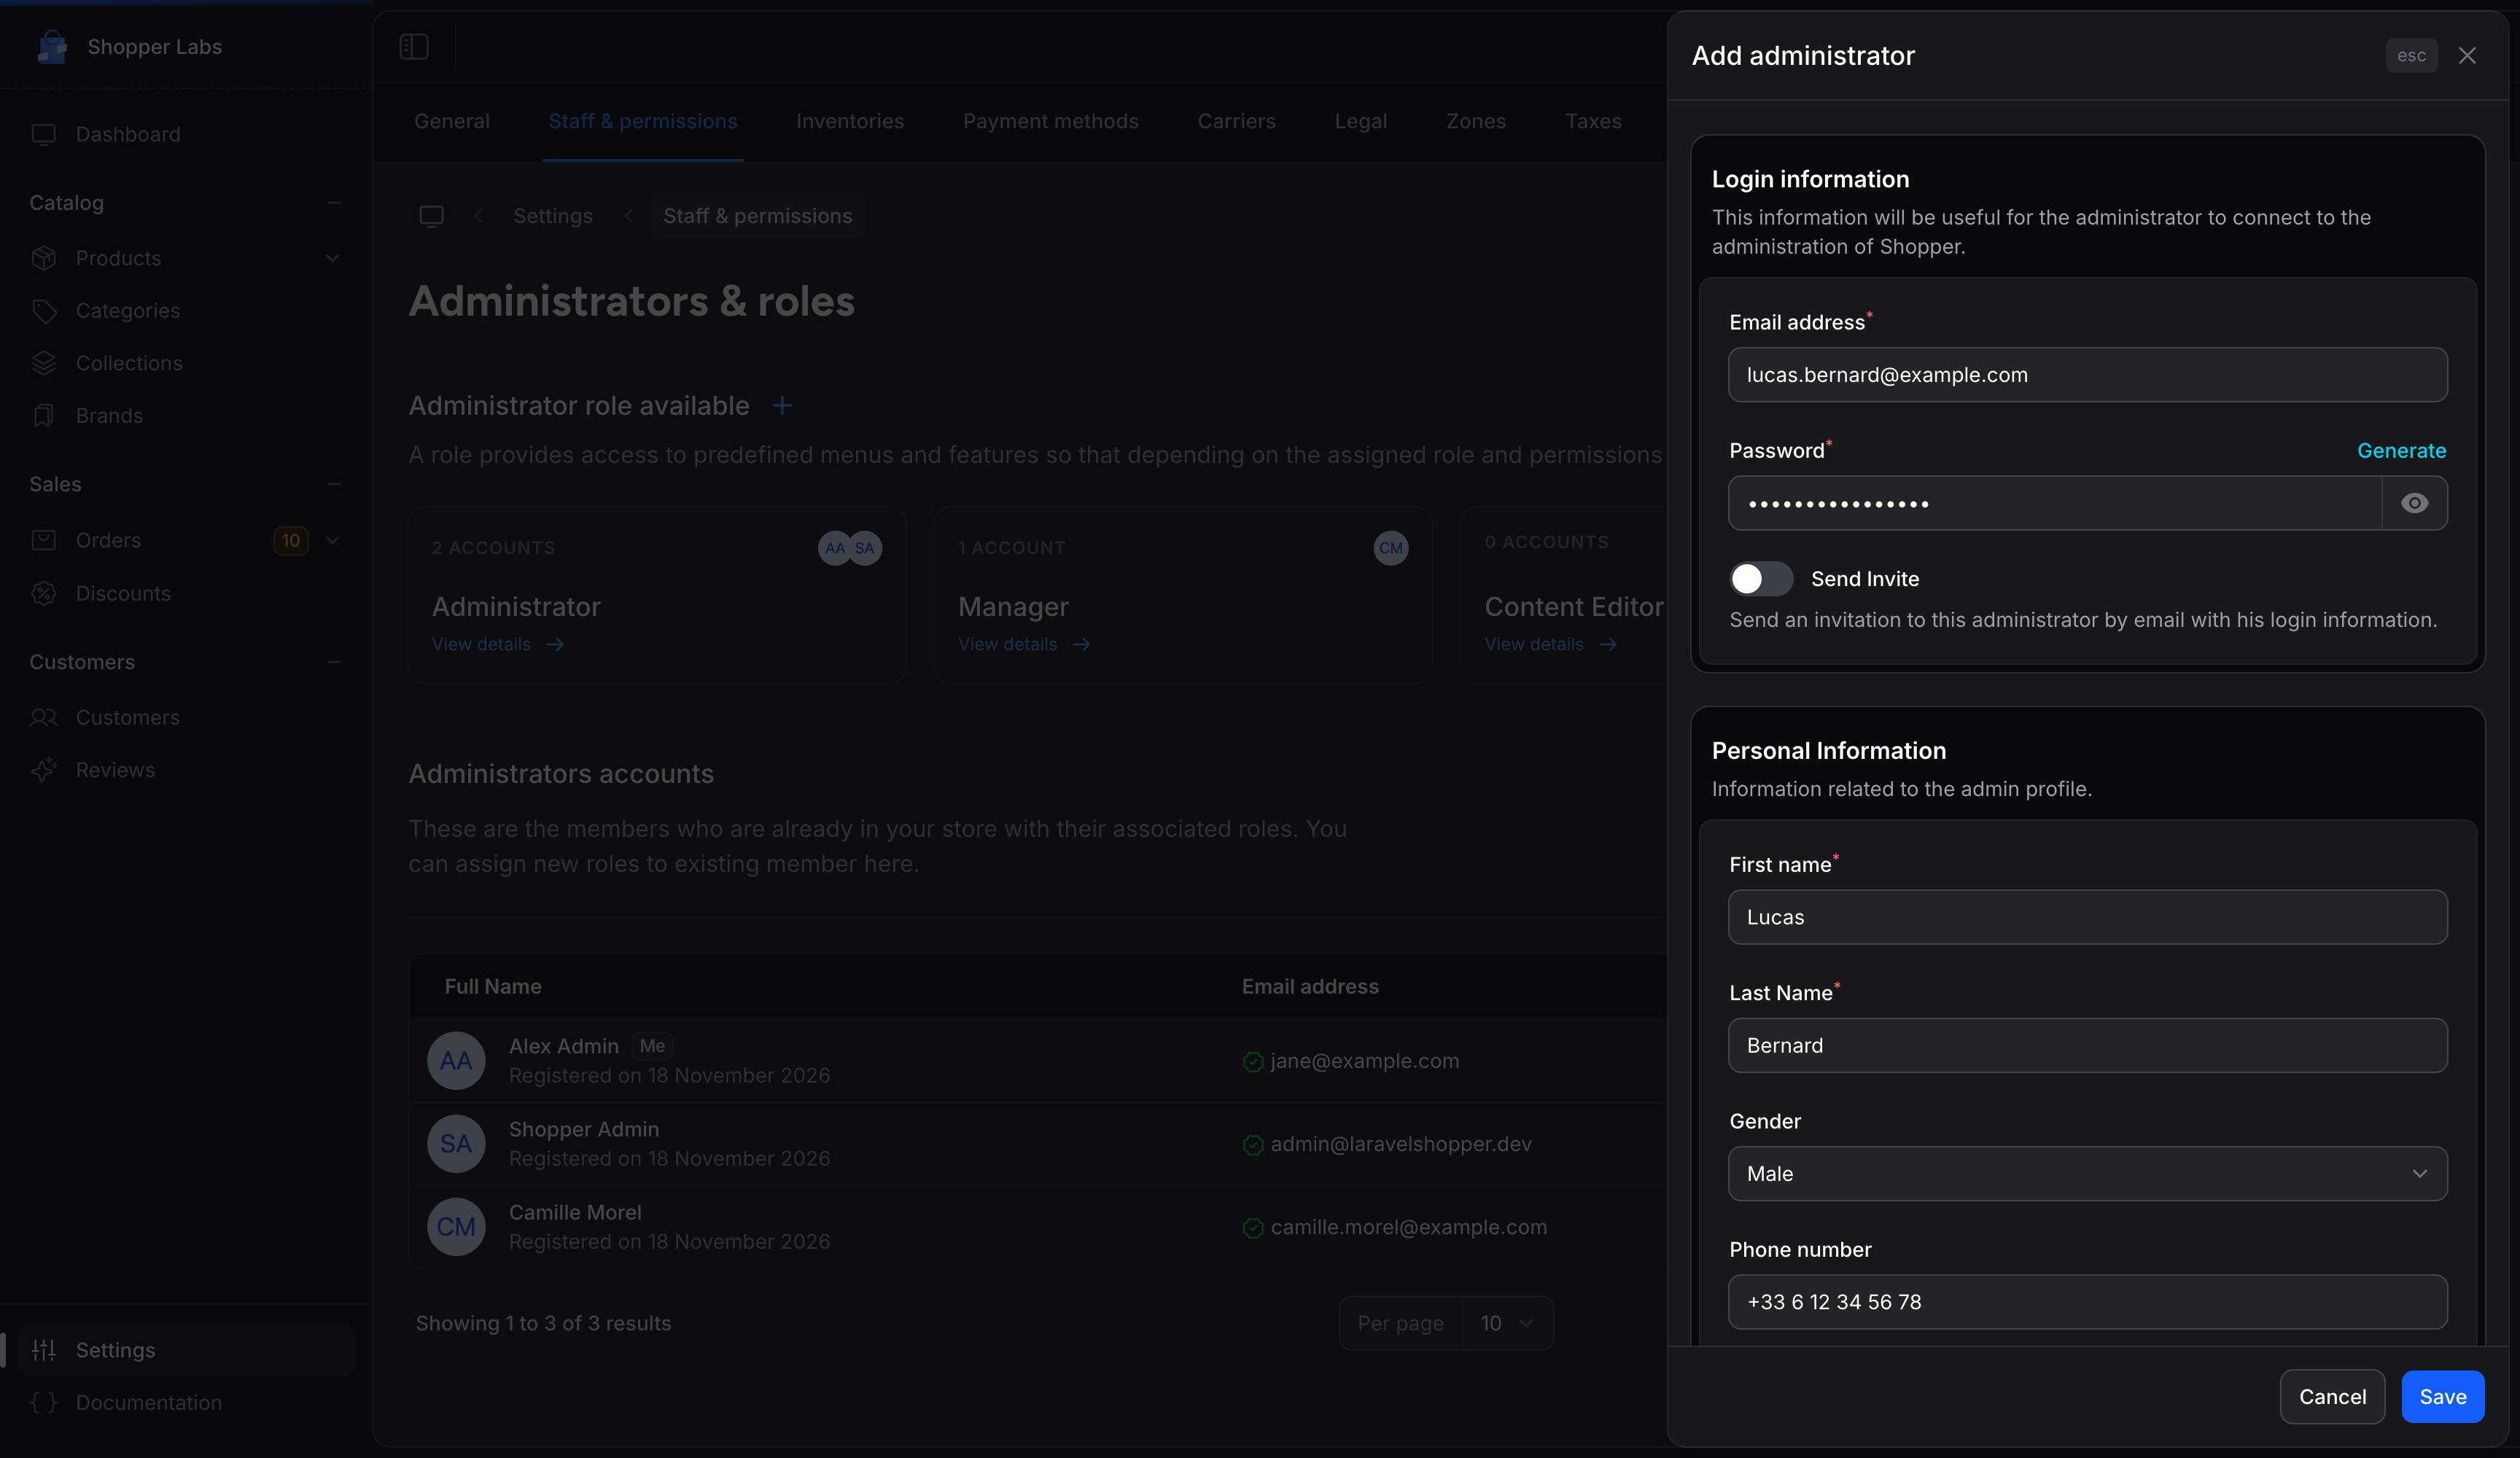 Shopper Labs
Dashboard
Catalog
Products
Categories
Collections
Brands
Sales
Orders
10
Discounts
Customers
Customers
Reviews
Settings
Documentation
General
Staff & permissions
Inventories
Payment methods
Carriers
Legal
Zones
Taxes
Settings
Staff & permissions
Administrators & roles
Administrator role available
A role provides access to predefined menus and features so that depending on the assigned role and permissions
2 ACCOUNTS
AA
SA
Administrator
View details
1 ACCOUNT
CM
Manager
View details
0 ACCOUNTS
Content Editor
View details
Administrators accounts
These are the members who are already in your store with their associated roles. You
can assign new roles to existing member here.
Full Name
Email address
AA
Alex Admin
Me
Registered on 18 November 2026
jane@example.com
SA
Shopper Admin
Registered on 18 November 2026
admin@laravelshopper.dev
CM
Camille Morel
Registered on 18 November 2026
camille.morel@example.com
Showing 1 to 3 of 3 results
Per page
10
Add administrator
esc
Login information
This information will be useful for the administrator to connect to the
administration of Shopper.
Email address*
lucas.bernard@example.com
Password*
Generate
••••••••••••••••
Send Invite
Send an invitation to this administrator by email with his login information.
Personal Information
Information related to the admin profile.
First name*
Lucas
Last Name*
Bernard
Gender
Male
Phone number
+33 6 12 34 56 78
Cancel
Save